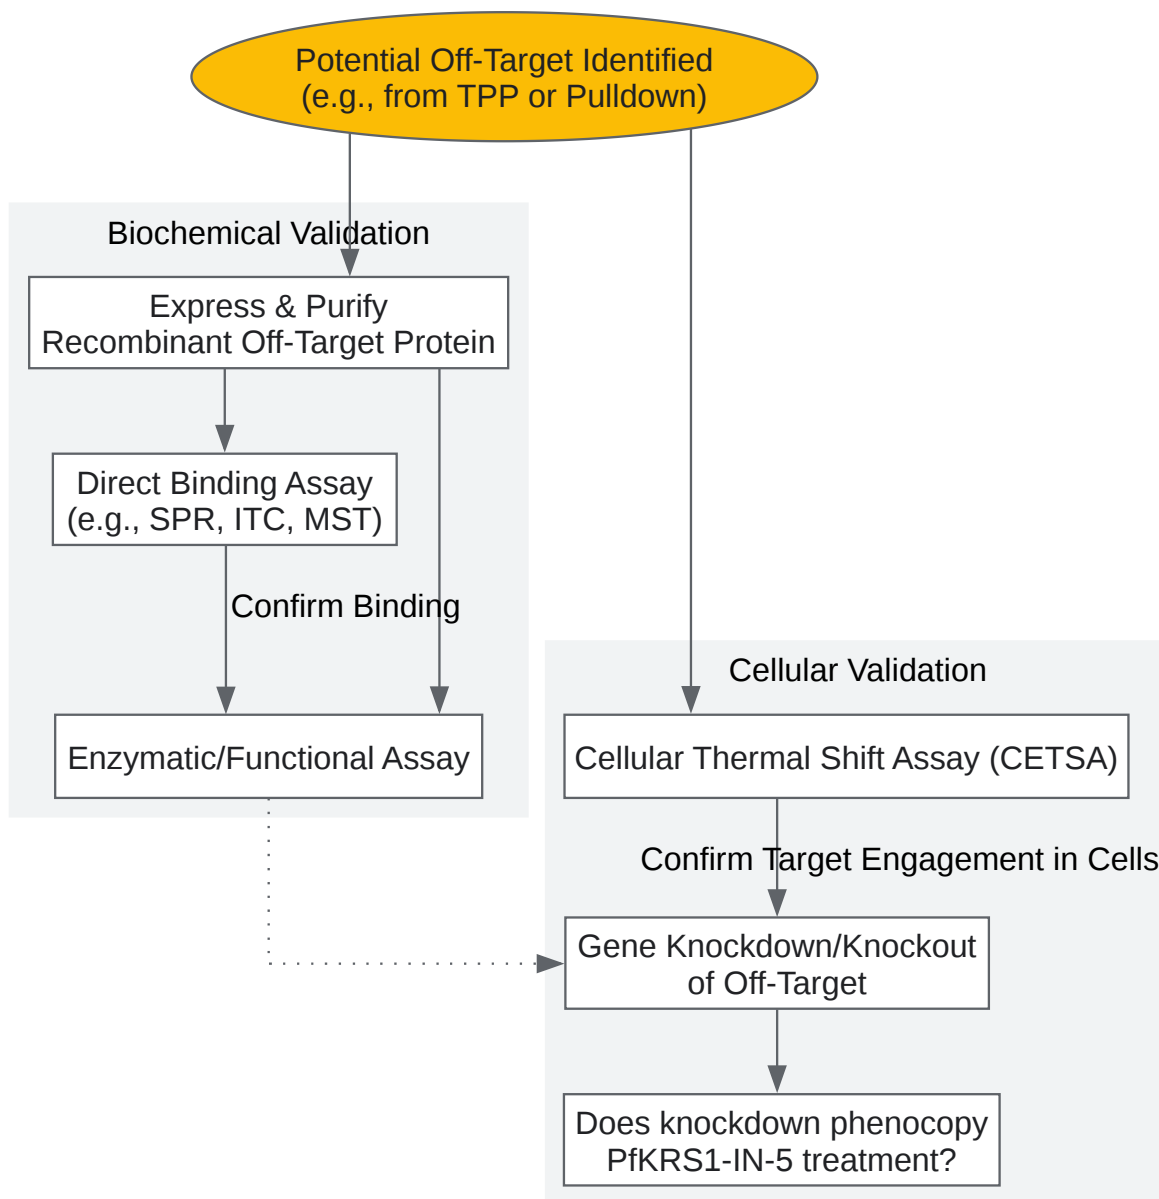 Potential Off-Target Identified
(e.g., from TPP or Pulldown)
Biochemical Validation
Express & Purify
Recombinant Off-Target Protein
Direct Binding Assay
(e.g., SPR, ITC, MST)
Confirm Binding
Enzymatic/Functional Assay
Cellular Validation
Cellular Thermal Shift Assay (CETSA)
Confirm Target Engagement in Cells
Gene Knockdown/Knockout
of Off-Target
Does knockdown phenocopy
PfKRS1-IN-5 treatment?